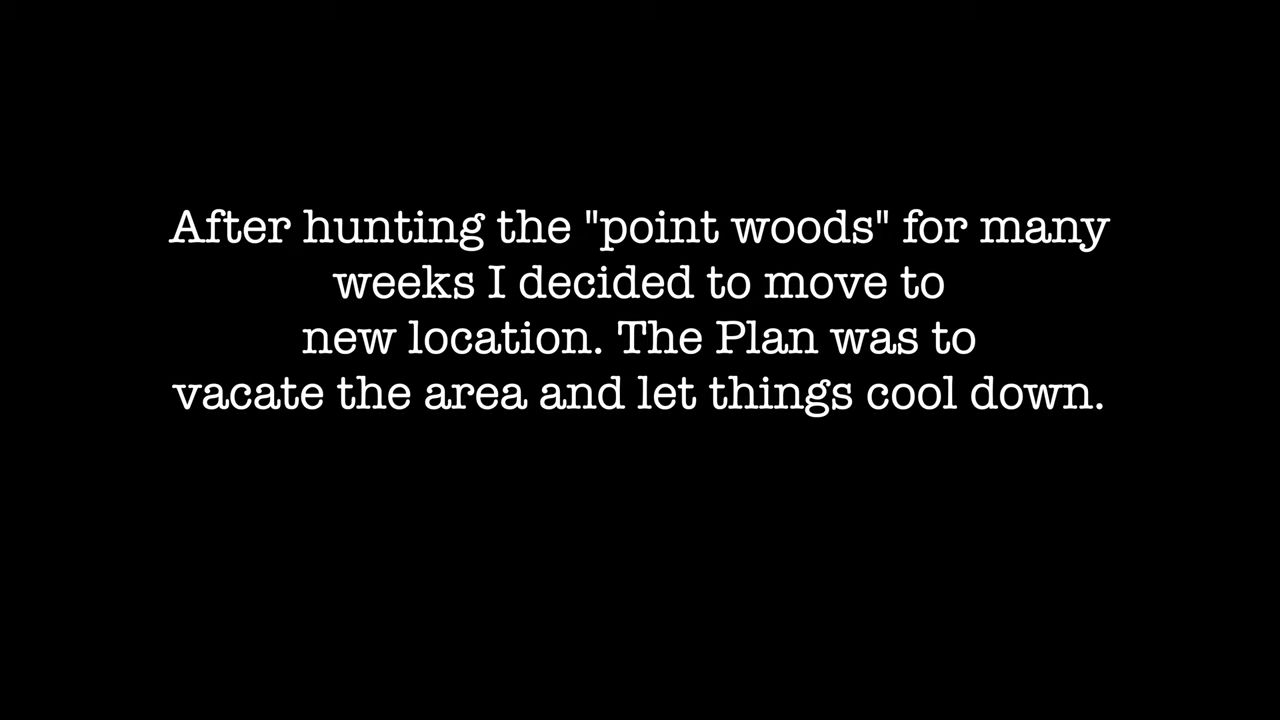 After hunting the "point woods" for many
weeks I decided to move to
new location. The Plan was to
vacate the area and let things cool down.